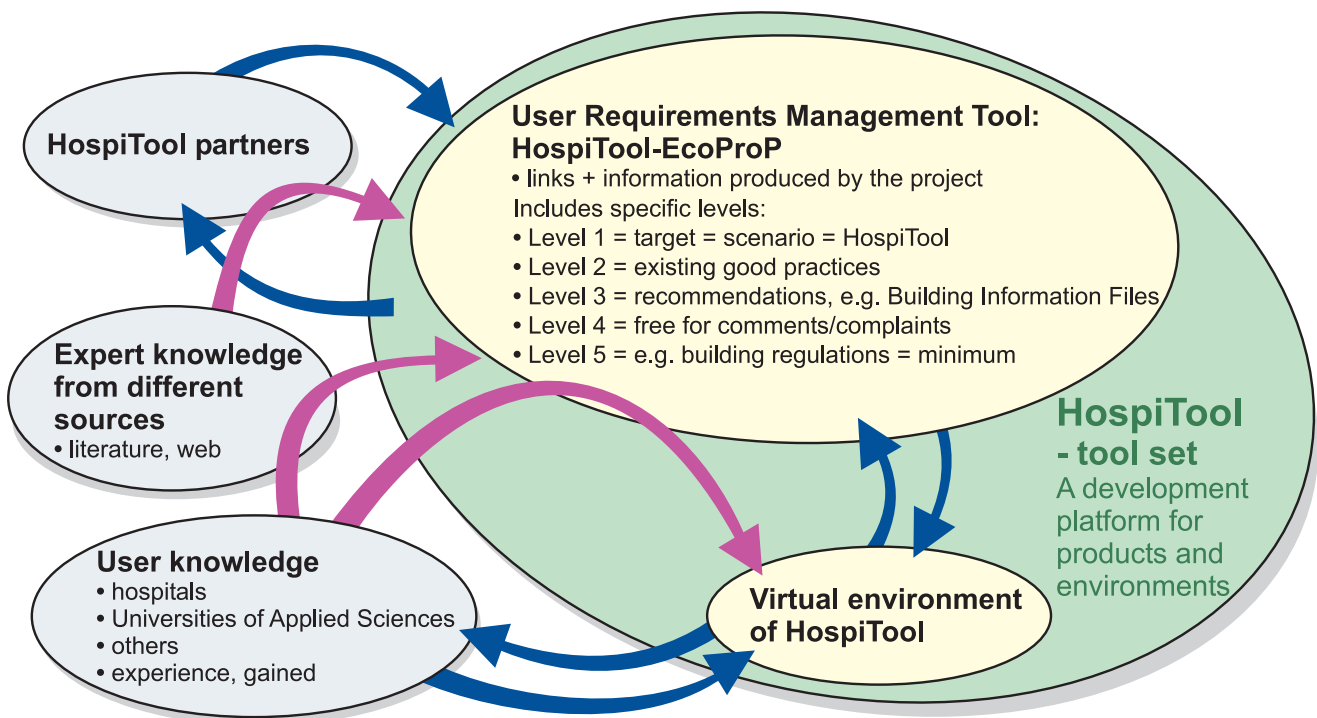 HospiTool partners
User Requirements Management Tool:
HospiTool-EcoProP
• links + information produced by the project
Includes specific levels:
• Level 1 = target = scenario = HospiTool
• Level 2 = existing good practices
• Level 3 = recommendations, e.g. Building Information Files
• Level 4 = free for comments/complaints
• Level 5 = e.g. building regulations = minimum
Expert knowledge
from different
sources
• literature, web
HospiTool
- tool set
A development
platform for
products and
environments
User knowledge
• hospitals
• Universities of Applied Sciences
• others
• experience, gained
Virtual environment
of HospiTool